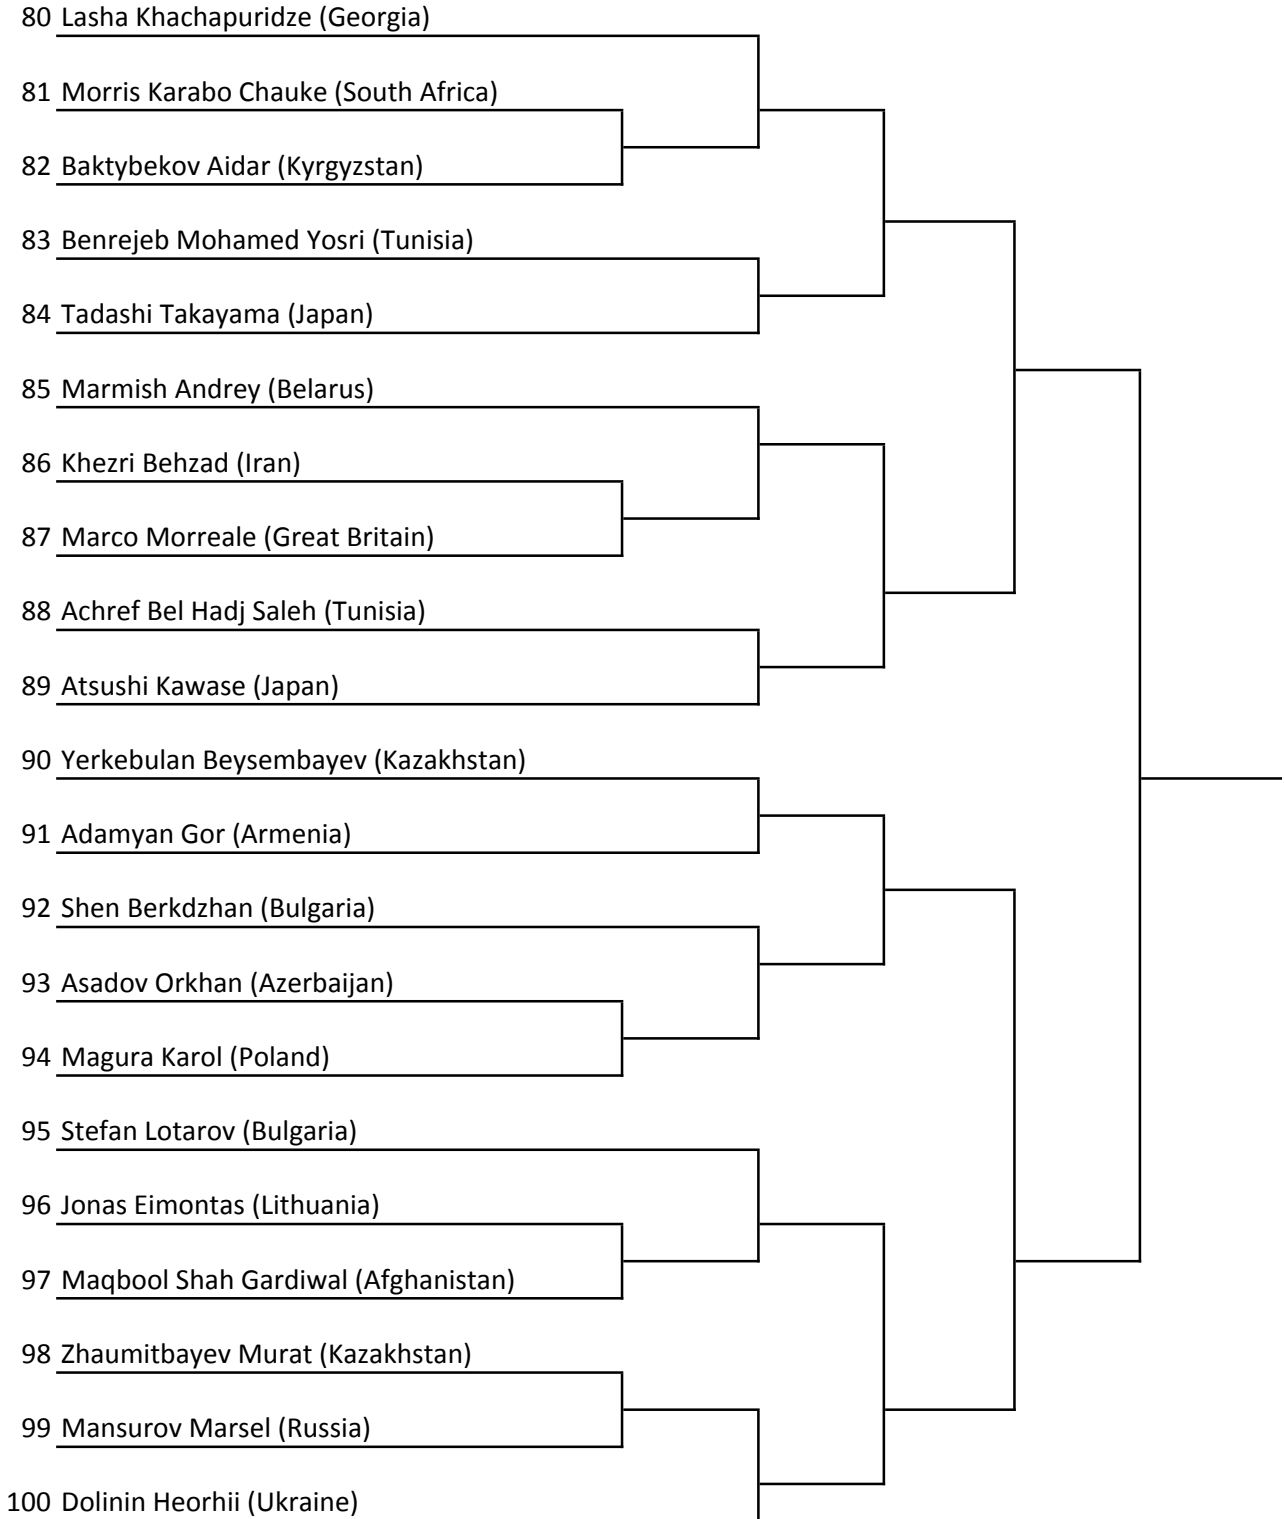 80 Lasha Khachapuridze (Georgia)
81 Morris Karabo Chauke (South Africa)
82 Baktybekov Aidar (Kyrgyzstan)
83 Benrejeb Mohamed Yosri (Tunisia)
84 Tadashi Takayama (Japan)
85 Marmish Andrey (Belarus)
86 Khezri Behzad (Iran)
87 Marco Morreale (Great Britain)
88 Achref Bel Hadj Saleh (Tunisia)
89 Atsushi Kawase (Japan)
90 Yerkebulan Beysembayev (Kazakhstan)
91 Adamyan Gor (Armenia)
92 Shen Berkdzhan (Bulgaria)
93 Asadov Orkhan (Azerbaijan)
94 Magura Karol (Poland)
95 Stefan Lotarov (Bulgaria)
96 Jonas Eimontas (Lithuania)
97 Maqbool Shah Gardiwal (Afghanistan)
98 Zhaumitbayev Murat (Kazakhstan)
99 Mansurov Marsel (Russia)
100 Dolinin Heorhii (Ukraine)